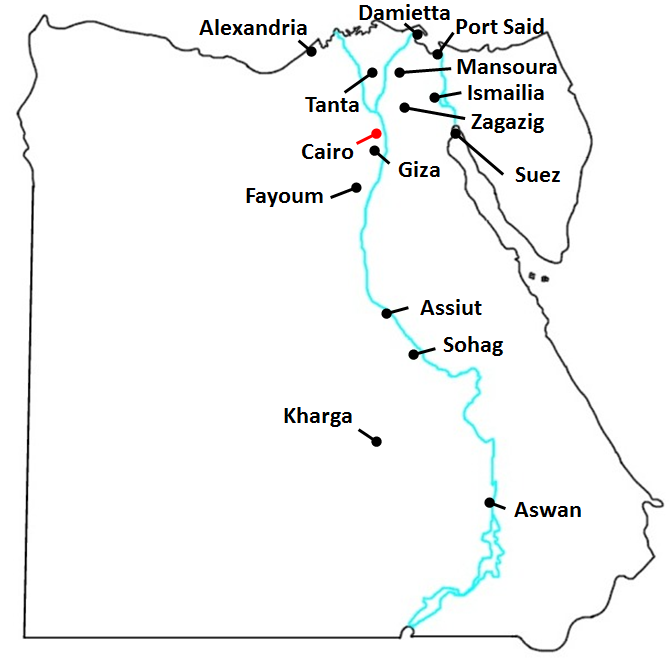 Damietta
Alexandria
Port Said
Mansoura
Ismailia
Tanta
Zagazig
Cairo
Giza
Suez
Fayoum
Assiut
Sohag
Kharga
Aswan